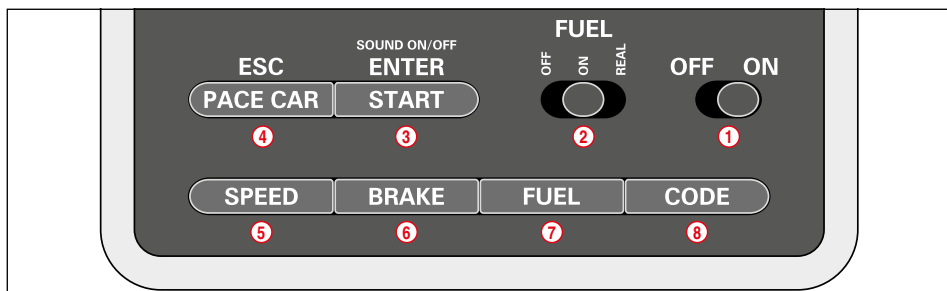 FUEL
SOUND ON/OFF
OFF ON REAL
ESC ENTER OFF ON
PACE CAR START
4 3 2 1
SPEED BRAKE FUEL CODE
5 6 7 8